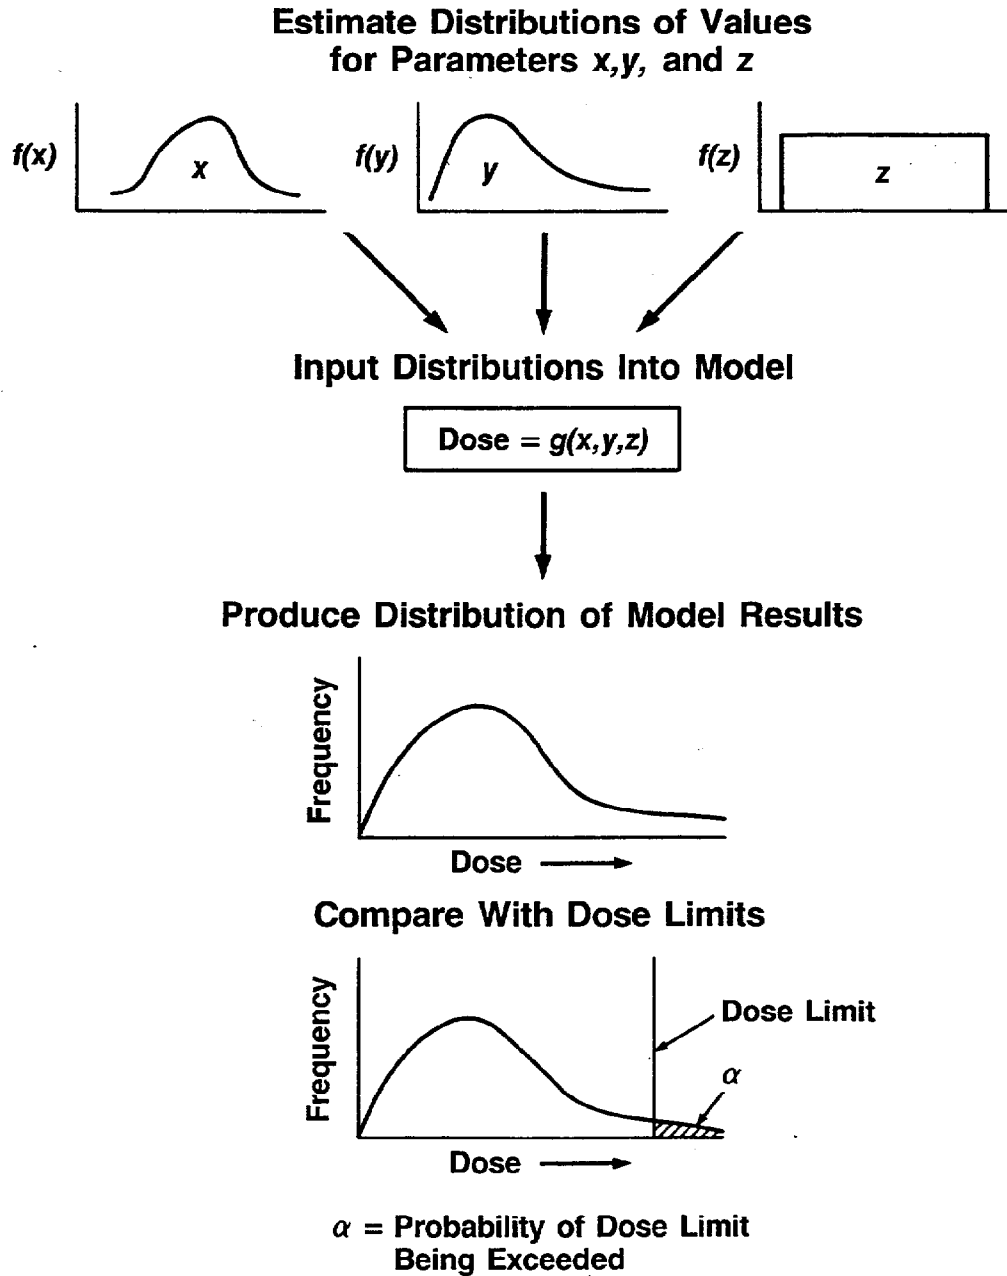 Estimate Distributions of Values
for Parameters x,y, and z
f(x)
x
f(y)
y
f(z)
z
Input Distributions Into Model
Dose = g(x,y,z)
Produce Distribution of Model Results
Frequency
Dose
Compare With Dose Limits
Frequency
Dose Limit
α
Dose
α = Probability of Dose Limit
Being Exceeded